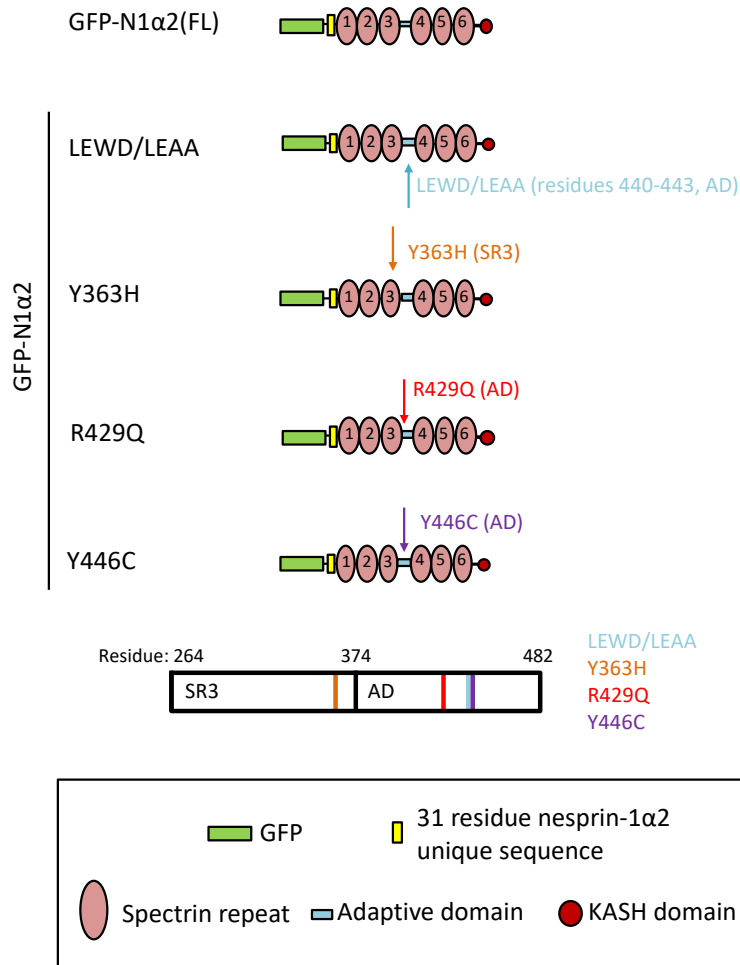 GFP-N1α2(FL)
1 2 3 4 5 6
GFP-N1α2
LEWD/LEAA
1 2 3 4 5 6
LEWD/LEAA (residues 440-443, AD)
Y363H (SR3)
Y363H
1 2 3 4 5 6
R429Q (AD)
R429Q
1 2 3 4 5 6
Y446C (AD)
Y446C
1 2 3 4 5 6
Residue: 264 374 482
SR3 AD
LEWD/LEAA
Y363H
R429Q
Y446C
GFP
31 residue nesprin-1α2
unique sequence
Spectrin repeat
Adaptive domain
KASH domain